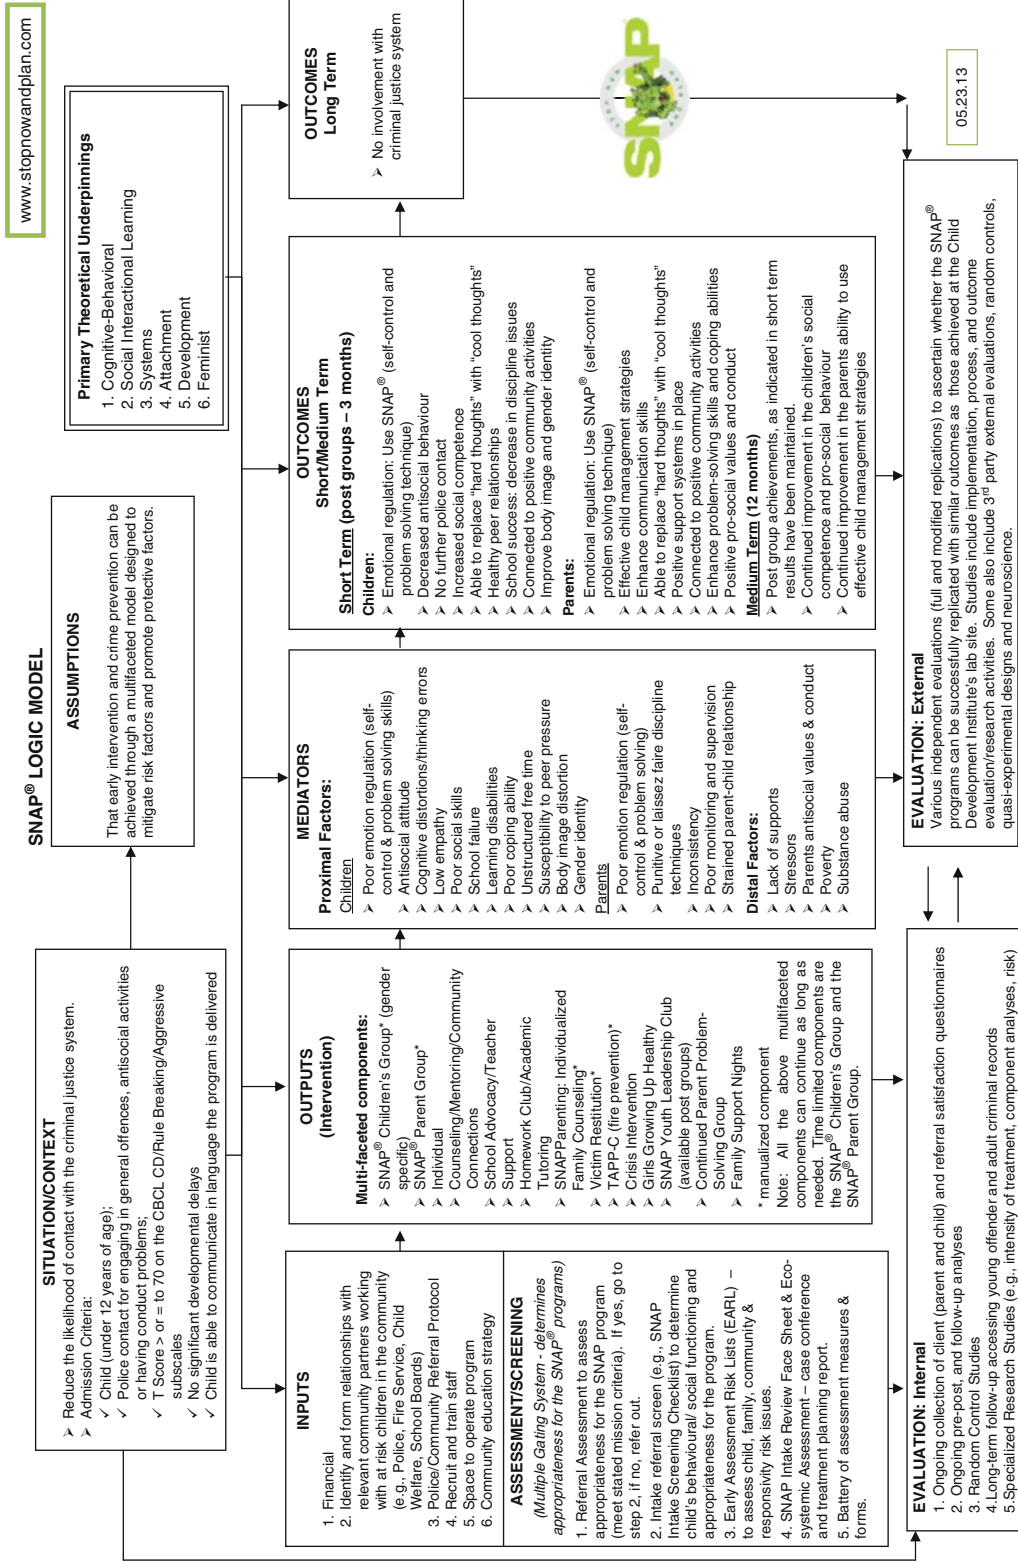 www.stopnowandplan.com
SNAP® LOGIC MODEL
SITUATION/CONTEXT
➢ Reduce the likelihood of contact with the criminal justice system.
➢ Admission Criteria:
✓ Child (under 12 years of age);
✓ Police contact for engaging in general offences, antisocial activities
or having conduct problems;
✓ T Score > or = to 70 on the CBCL CD/Rule Breaking/Aggressive
subscales
✓ No significant developmental delays
✓ Child is able to communicate in language the program is delivered
ASSUMPTIONS
That early intervention and crime prevention can be
achieved through a multifaceted model designed to
mitigate risk factors and promote protective factors.
Primary Theoretical Underpinnings
1. Cognitive-Behavioral
2. Social Interactional Learning
3. Systems
4. Attachment
5. Development
6. Feminist
INPUTS
1. Financial
2. Identify and form relationships with
relevant community partners working
with at risk children in the community
(e.g., Police, Fire Service, Child
Welfare, School Boards)
3. Police/Community Referral Protocol
4. Recruit and train staff
5. Space to operate program
6. Community education strategy
ASSESSMENT/SCREENING
(Multiple Gating System - determines
appropriateness for the SNAP® programs)
1. Referral Assessment to assess
appropriateness for the SNAP program
(meet stated mission criteria). If yes, go to
step 2, if no, refer out.
2. Intake referral screen (e.g., SNAP
Intake Screening Checklist) to determine
child's behavioural/social functioning and
appropriateness for the program.
3. Early Assessment Risk Lists (EARL) –
to assess child, family, community &
responsivity risk issues.
4. SNAP Intake Review Face Sheet & Eco-
systemic Assessment – case conference
and treatment planning report.
5. Battery of assessment measures &
forms.
OUTPUTS
(Intervention)
Multi-faceted components:
➢ SNAP® Children's Group* (gender
specific)
➢ SNAP® Parent Group*
➢ Individual
➢ Counseling/Mentoring/Community
Connections
➢ School Advocacy/Teacher
➢ Support
➢ Homework Club/Academic
Tutoring
➢ SNAPParenting: Individualized
Family Counseling*
➢ Victim Restitution*
➢ TAPP-C (fire prevention)*
➢ Crisis Intervention
➢ Girls Growing Up Healthy
➢ SNAP Youth Leadership Club
(available post groups)
➢ Continued Parent Problem-
Solving Group
➢ Family Support Nights
* manualized component
Note: All the above multifaceted
components can continue as long as
needed. Time limited components are
the SNAP® Children's Group and the
SNAP® Parent Group.
MEDIATORS
Proximal Factors:
Children
➢ Poor emotion regulation (self-
control & problem solving skills)
➢ Antisocial attitude
➢ Cognitive distortions/thinking errors
➢ Low empathy
➢ Poor social skills
➢ School failure
➢ Learning disabilities
➢ Poor coping ability
➢ Unstructured free time
➢ Susceptibility to peer pressure
➢ Body image distortion
➢ Gender identity
Parents
➢ Poor emotion regulation (self-
control & problem solving)
➢ Punitive or laissez faire discipline
techniques
➢ Inconsistency
➢ Poor monitoring and supervision
➢ Strained parent-child relationship
Distal Factors:
➢ Lack of supports
➢ Stressors
➢ Parents antisocial values & conduct
➢ Poverty
➢ Substance abuse
OUTCOMES
Short/Medium Term
Short Term (post groups – 3 months)
Children:
➢ Emotional regulation: Use SNAP® (self-control and
problem solving technique)
➢ Decreased antisocial behaviour
➢ No further police contact
➢ Increased social competence
➢ Able to replace “hard thoughts” with “cool thoughts”
➢ Healthy peer relationships
➢ School success: decrease in discipline issues
➢ Connected to positive community activities
➢ Improve body image and gender identity
Parents:
➢ Emotional regulation: Use SNAP® (self-control and
problem solving technique)
➢ Effective child management strategies
➢ Enhance communication skills
➢ Able to replace “hard thoughts” with “cool thoughts”
➢ Positive support systems in place
➢ Connected to positive community activities
➢ Enhance problem-solving skills and coping abilities
➢ Positive pro-social values and conduct
Medium Term (12 months)
➢ Post group achievements, as indicated in short term
results have been maintained.
➢ Continued improvement in the children's social
competence and pro-social behaviour
➢ Continued improvement in the parents ability to use
effective child management strategies
OUTCOMES
Long Term
➢ No involvement with
criminal justice system
SNAP
EVALUATION: Internal
1. Ongoing collection of client (parent and child) and referral satisfaction questionnaires
2. Ongoing pre-post, and follow-up analyses
3. Random Control Studies
4.Long-term follow-up accessing young offender and adult criminal records
5.Specialized Research Studies (e.g., intensity of treatment, component analyses, risk)
EVALUATION: External
Various independent evaluations (full and modified replications) to ascertain whether the SNAP®
programs can be successfully replicated with similar outcomes as those achieved at the Child
Development Institute's lab site. Studies include implementation, process, and outcome
evaluation/research activities. Some also include 3rd party external evaluations, random controls,
quasi-experimental designs and neuroscience.
05.23.13